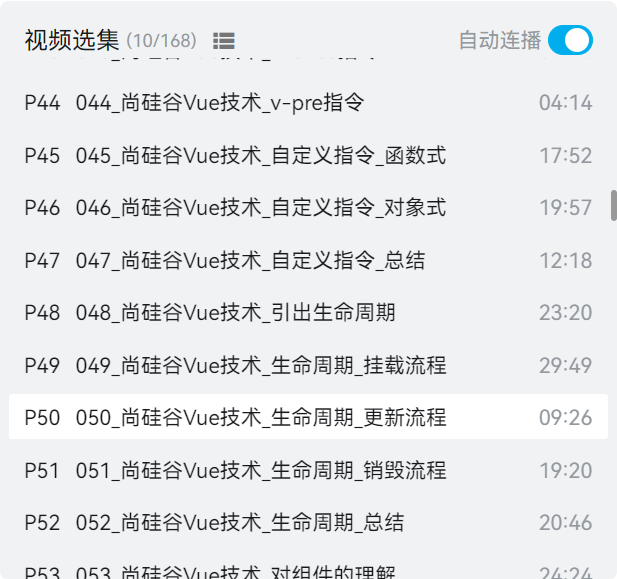 视频选集 (10/168) 自动连播
P44 044_尚硅谷Vue技术_v-pre指令 04:14
P45 045_尚硅谷Vue技术_自定义指令_函数式 17:52
P46 046_尚硅谷Vue技术_自定义指令_对象式 19:57
P47 047_尚硅谷Vue技术_自定义指令_总结 12:18
P48 048_尚硅谷Vue技术_引出生命周期 23:20
P49 049_尚硅谷Vue技术_生命周期_挂载流程 29:49
P50 050_尚硅谷Vue技术_生命周期_更新流程 09:26
P51 051_尚硅谷Vue技术_生命周期_销毁流程 19:20
P52 052_尚硅谷Vue技术_生命周期_总结 20:46
P53 053_尚硅谷Vue技术_对组件的理解 24:24